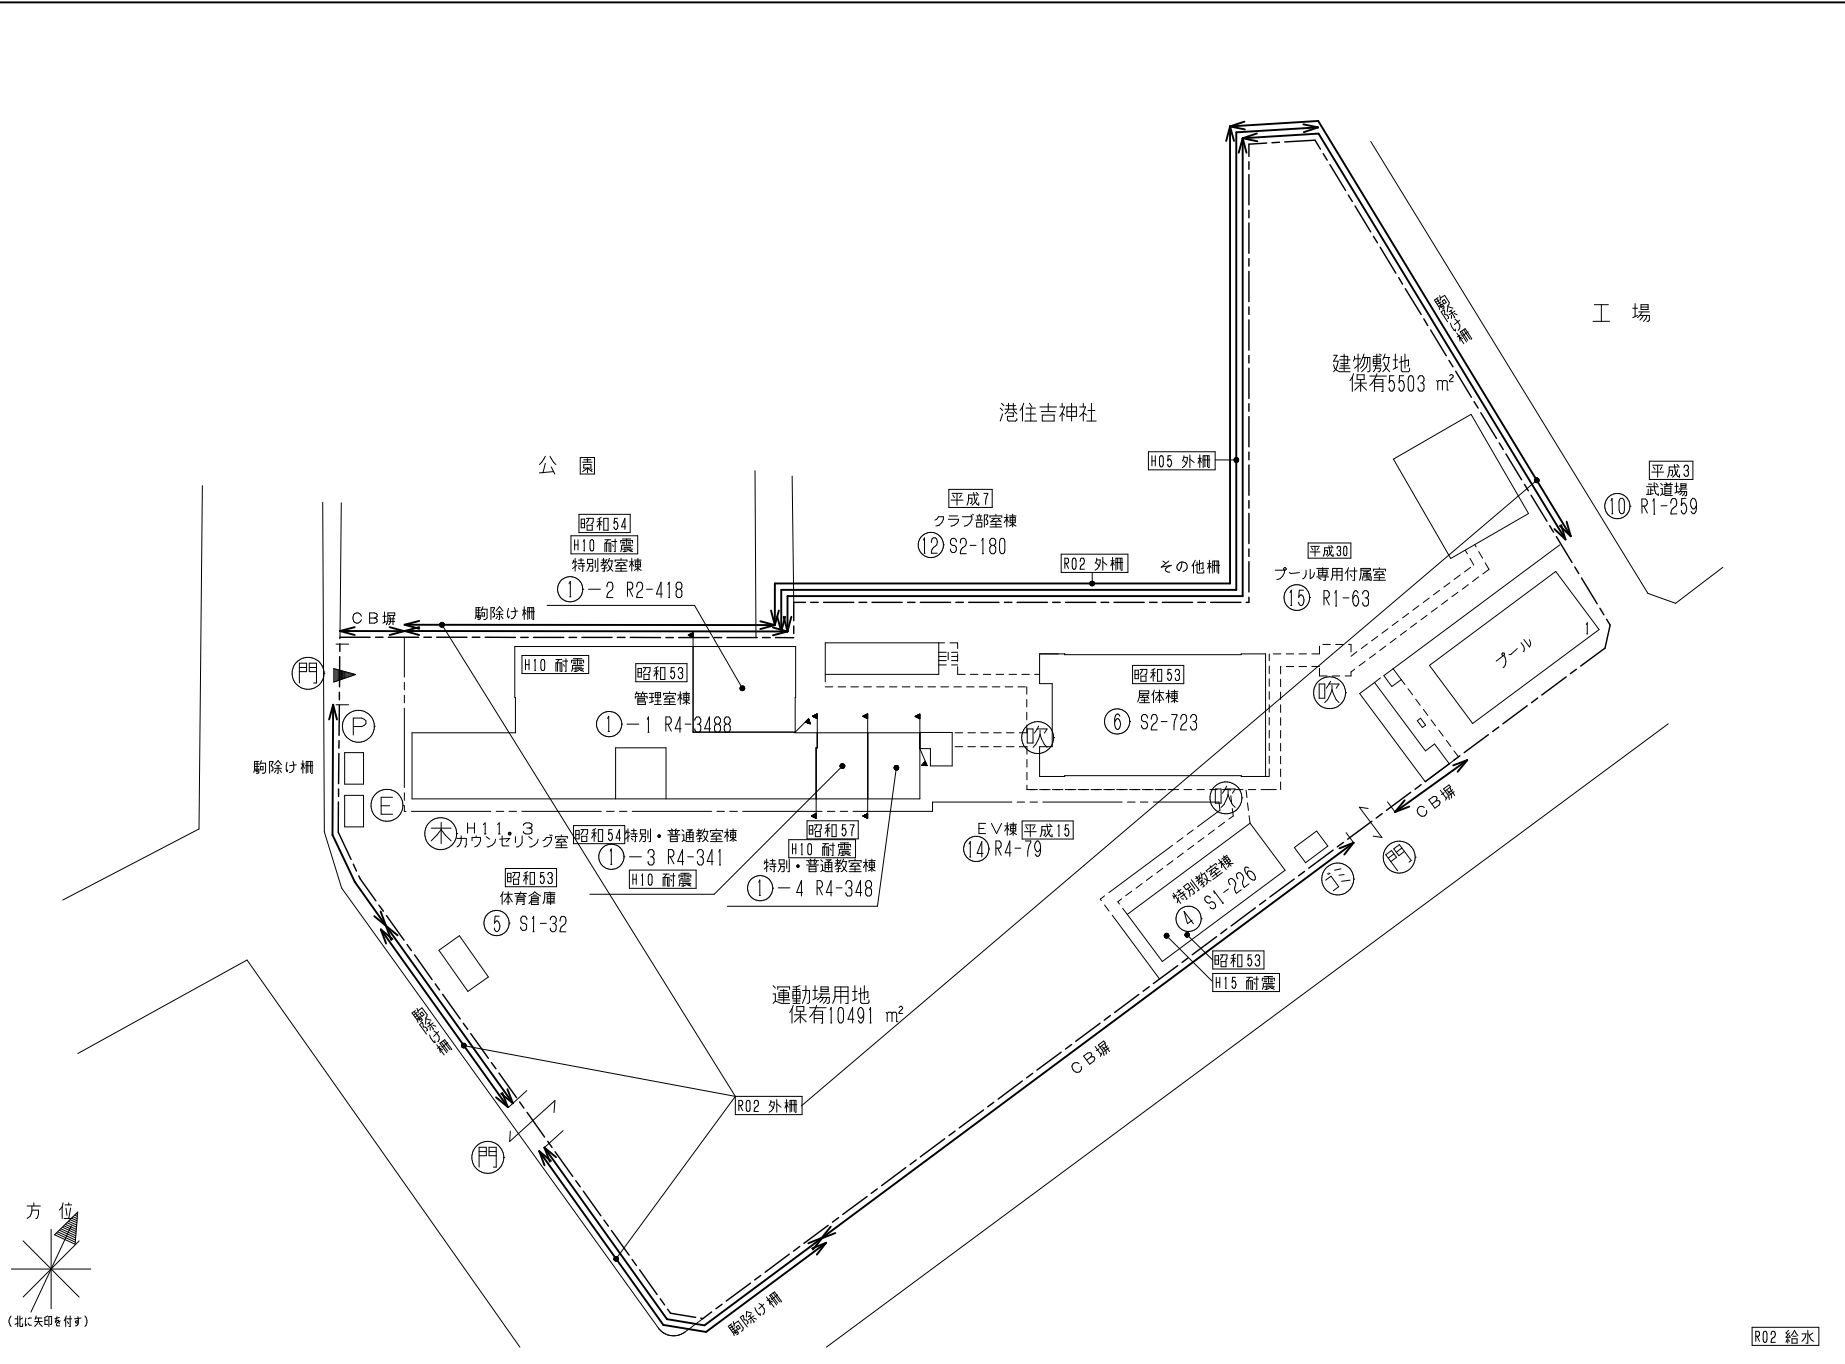 工 場
駒除け柵
建物敷地
保有5503 m²
港住吉神社
公 園
H05 外柵
平成3
武道場
⑩ R1-259
平成7
クラブ部室棟
⑫ S2-180
昭和54
H10 耐震
特別教室棟
①-2 R2-418
R02 外柵
その他柵
平成30
プール専用付属室
⑮ R1-63
CB塀
駒除け柵
プール
1
門
H10 耐震
昭和53
管理室棟
①-1 R4-3488
昭和53
屋体棟
⑥ S2-723
吹
吹
吹
P
駒除け柵
E
木
H11.3
カウンセリング室
昭和54
特別・普通教室棟
①-3 R4-341
H10 耐震
昭和57
H10 耐震
特別・普通教室棟
①-4 R4-348
EV棟 平成15
⑭ R4-79
CB塀
門
ゴミ
特別教室棟
④ S1-226
昭和53
体育倉庫
⑤ S1-32
昭和53
H15 耐震
運動場用地
保有10491 m²
駒除け柵
CB塀
R02 外柵
門
方 位
(北に矢印を付す)
駒除け柵
R02 給水